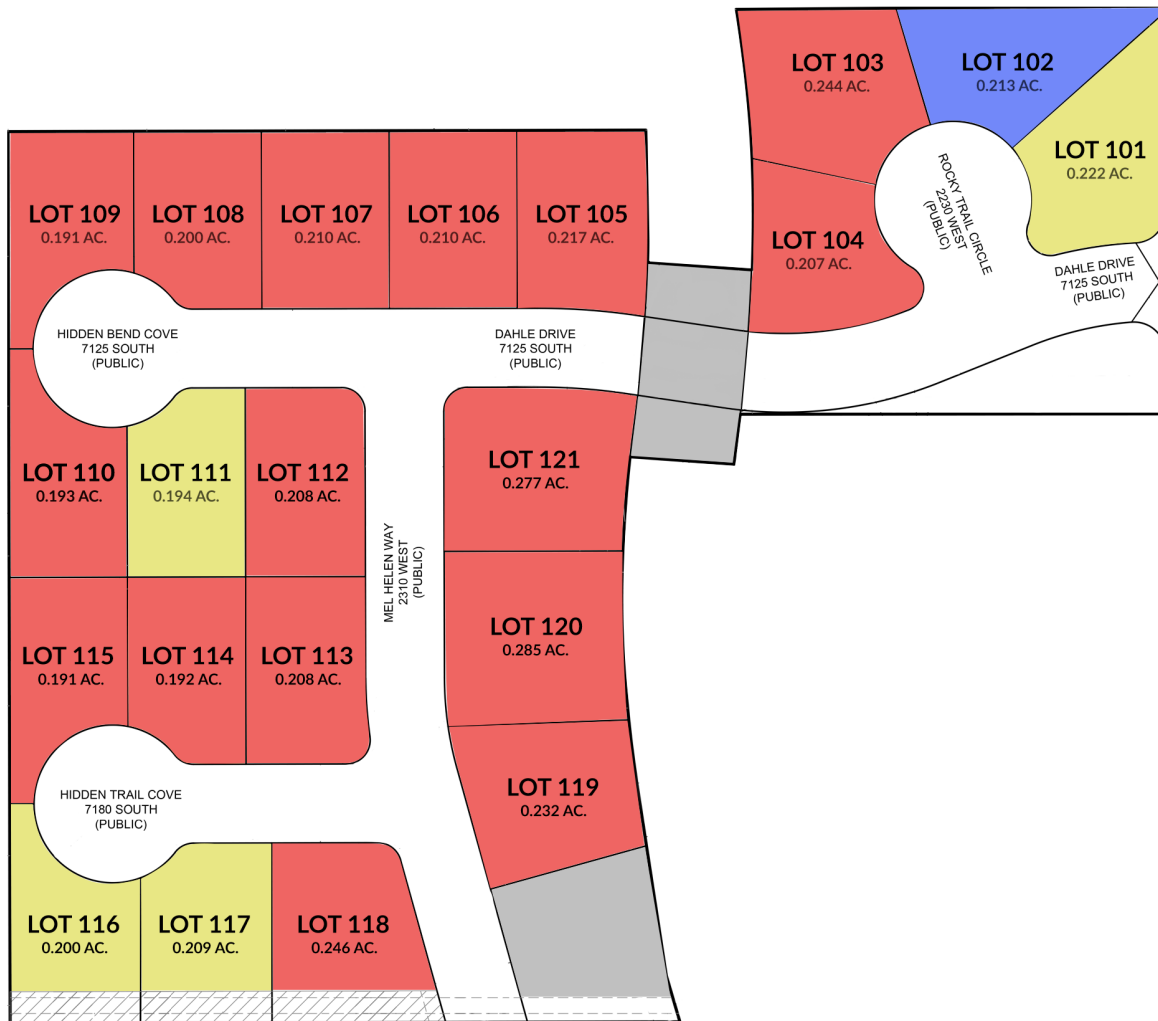 LOT 103
0.244 AC.
LOT 102
0.213 AC.
LOT 101
0.222 AC.
LOT 109
0.191 AC.
LOT 108
0.200 AC.
LOT 107
0.210 AC.
LOT 106
0.210 AC.
LOT 105
0.217 AC.
LOT 104
0.207 AC.
ROCKY TRAIL CIRCLE
2230 WEST
(PUBLIC)
DAHLE DRIVE
7125 SOUTH
(PUBLIC)
HIDDEN BEND COVE
7125 SOUTH
(PUBLIC)
DAHLE DRIVE
7125 SOUTH
(PUBLIC)
LOT 110
0.193 AC.
LOT 111
0.194 AC.
LOT 112
0.208 AC.
LOT 121
0.277 AC.
MEL HELEN WAY
2310 WEST
(PUBLIC)
LOT 115
0.191 AC.
LOT 114
0.192 AC.
LOT 113
0.208 AC.
LOT 120
0.285 AC.
HIDDEN TRAIL COVE
7180 SOUTH
(PUBLIC)
LOT 119
0.232 AC.
LOT 116
0.200 AC.
LOT 117
0.209 AC.
LOT 118
0.246 AC.